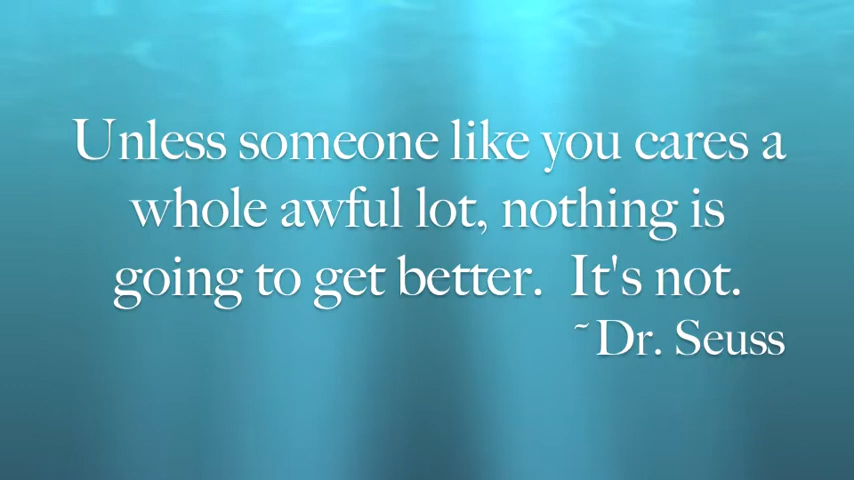 Unless someone like you cares a
whole awful lot, nothing is
going to get better.  It's not.
~Dr. Seuss